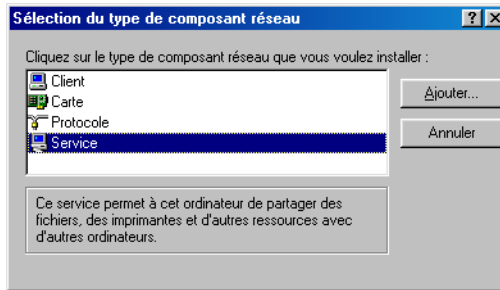 Sélection du type de composant réseau
Cliquez sur le type de composant réseau que vous voulez installer :
Client
Carte
Protocole
Service
Ajouter...
Annuler
Ce service permet à cet ordinateur de partager des
fichiers, des imprimantes et d'autres ressources avec
d'autres ordinateurs.